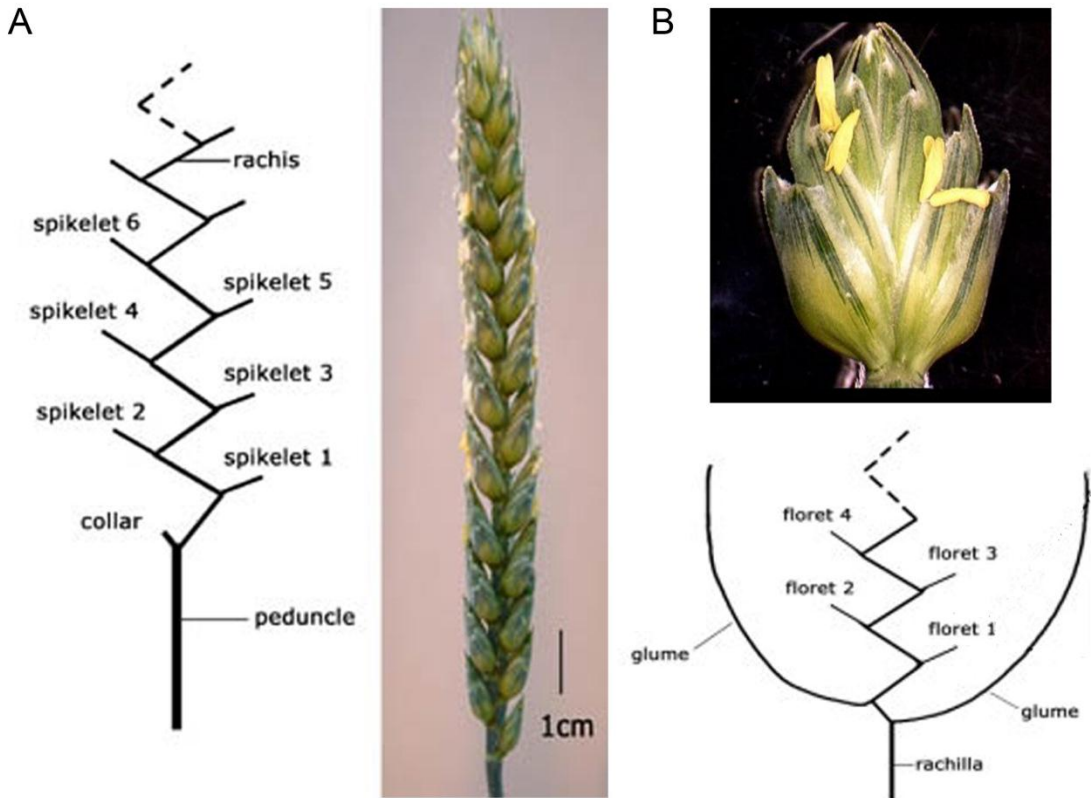 A
rachis
spikelet 6
spikelet 5
spikelet 4
spikelet 3
spikelet 2
spikelet 1
collar
peduncle
1cm
B
floret 4
floret 3
floret 2
floret 1
glume
glume
rachilla